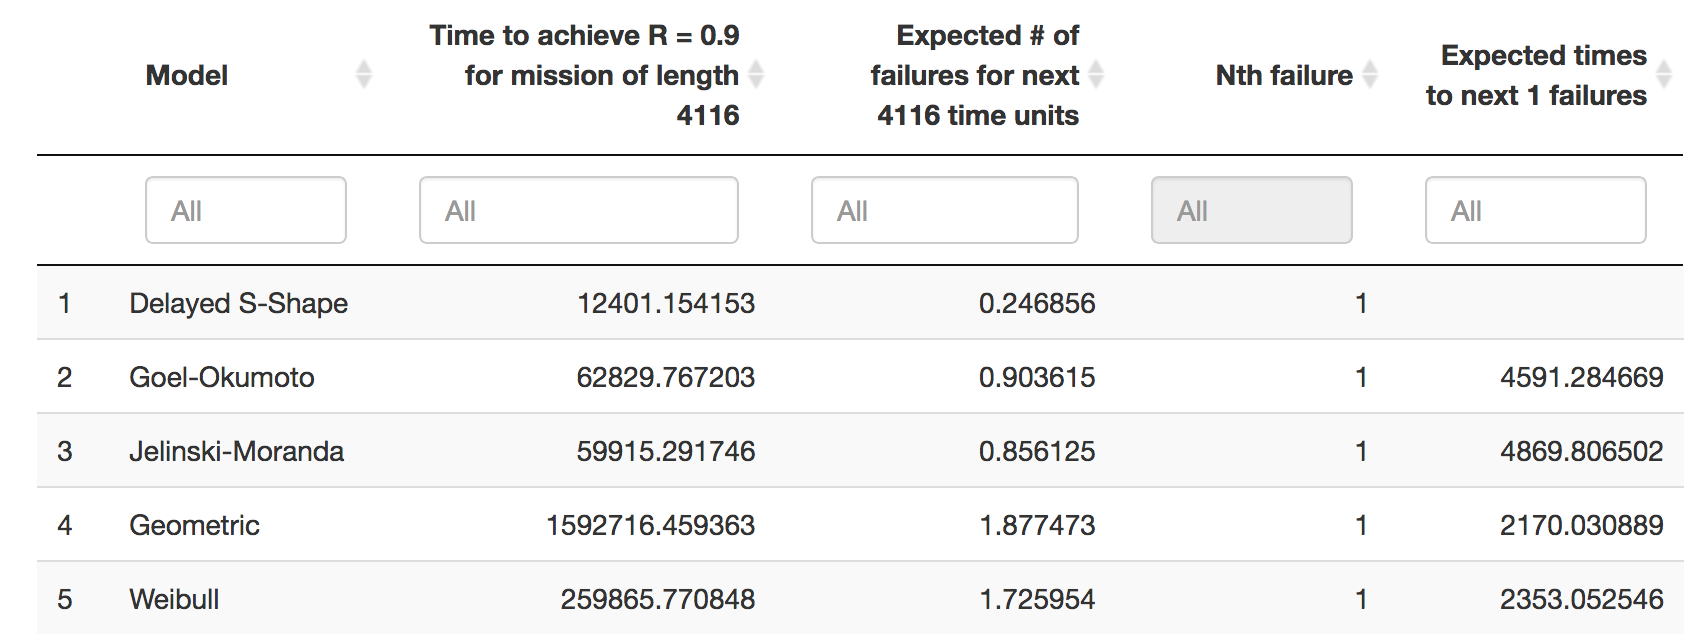 Model
Time to achieve R = 0.9
for mission of length
4116
Expected # of
failures for next
4116 time units
Nth failure
Expected times
to next 1 failures
All All All All All
1 Delayed S-Shape 12401.154153 0.246856 1
2 Goel-Okumoto 62829.767203 0.903615 1 4591.284669
3 Jelinski-Moranda 59915.291746 0.856125 1 4869.806502
4 Geometric 1592716.459363 1.877473 1 2170.030889
5 Weibull 259865.770848 1.725954 1 2353.052546